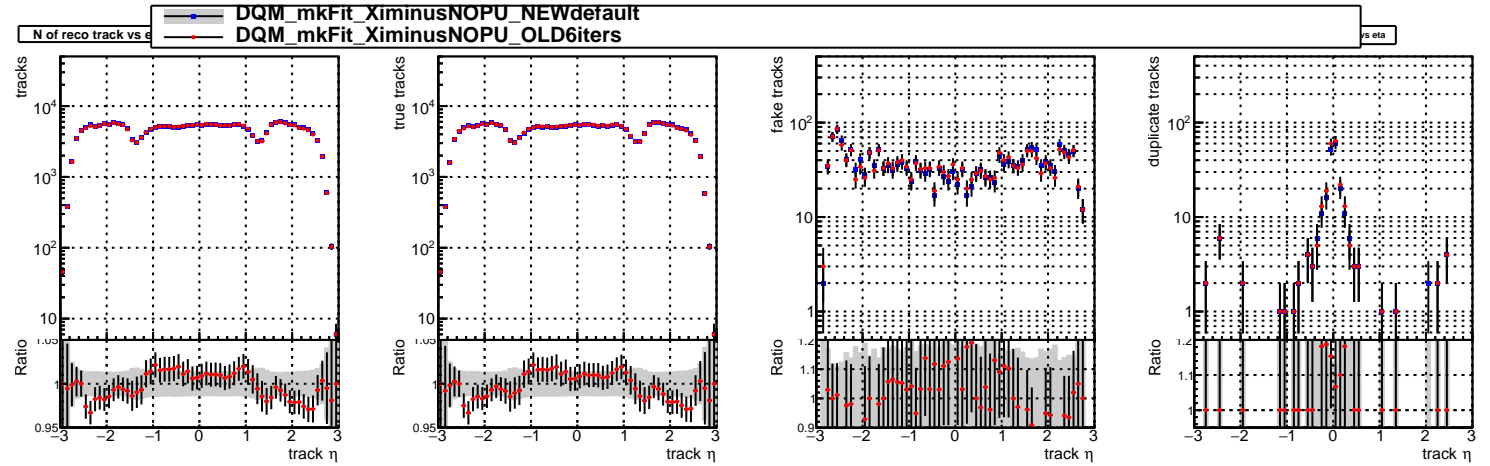 DQM_mkFit_XiminusNOPU_NEWdefault
DQM_mkFit_XiminusNOPU_OLD6iters
N of reco track vs e
vs eta
tracks
10⁴
10³
10²
10
Ratio
1.05
1
0.95
−3 −2 −1 0 1 2 3
track η
true tracks
10⁴
10³
10²
10
Ratio
1.05
1
0.95
−3 −2 −1 0 1 2 3
track η
fake tracks
10²
10
1
Ratio
1.2
1.1
1
0.9
−3 −2 −1 0 1 2 3
track η
duplicate tracks
10²
10
1
Ratio
1.2
1.1
1
−3 −2 −1 0 1 2 3
track η